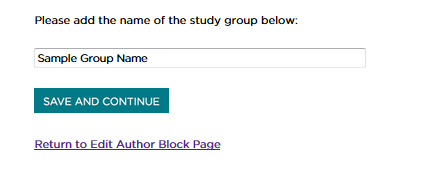 Please add the name of the study group below:
Sample Group Name
SAVE AND CONTINUE
Return to Edit Author Block Page